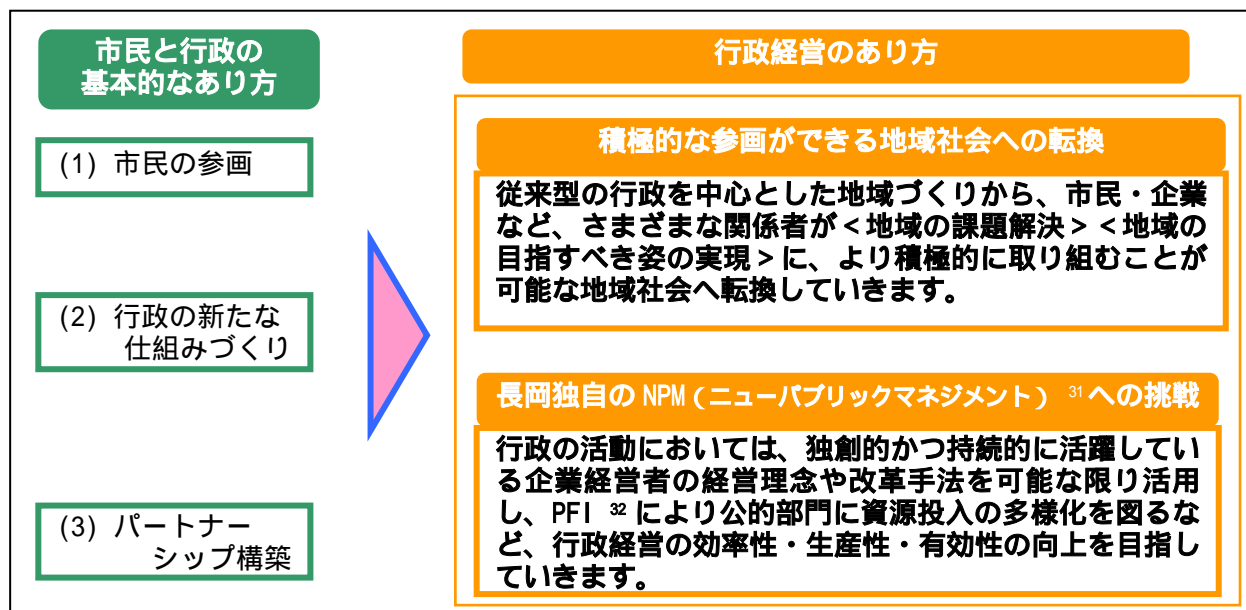 市民と行政の
基本的なあり方
(1) 市民の参画
(2) 行政の新たな
仕組みづくり
(3) パートナー
シップ構築
行政経営のあり方
積極的な参画ができる地域社会への転換
従来型の行政を中心とした地域づくりから、市民・企業
など、さまざまな関係者が＜地域の課題解決＞＜地域の
目指すべき姿の実現＞に、より積極的に取り組むことが
可能な地域社会へ転換していきます。
長岡独自の NPM（ニューパブリックマネジメント） 31 への挑戦
行政の活動においては、独創的かつ持続的に活躍してい
る企業経営者の経営理念や改革手法を可能な限り活用
し、PFI 32 により公的部門に資源投入の多様化を図るな
ど、行政経営の効率性・生産性・有効性の向上を目指し
ていきます。